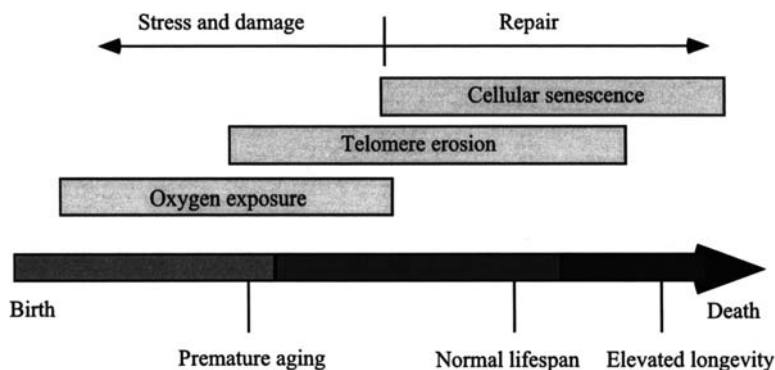 Stress and damage
Repair
Cellular senescence
Telomere erosion
Oxygen exposure
Birth
Death
Premature aging
Normal lifespan
Elevated longevity